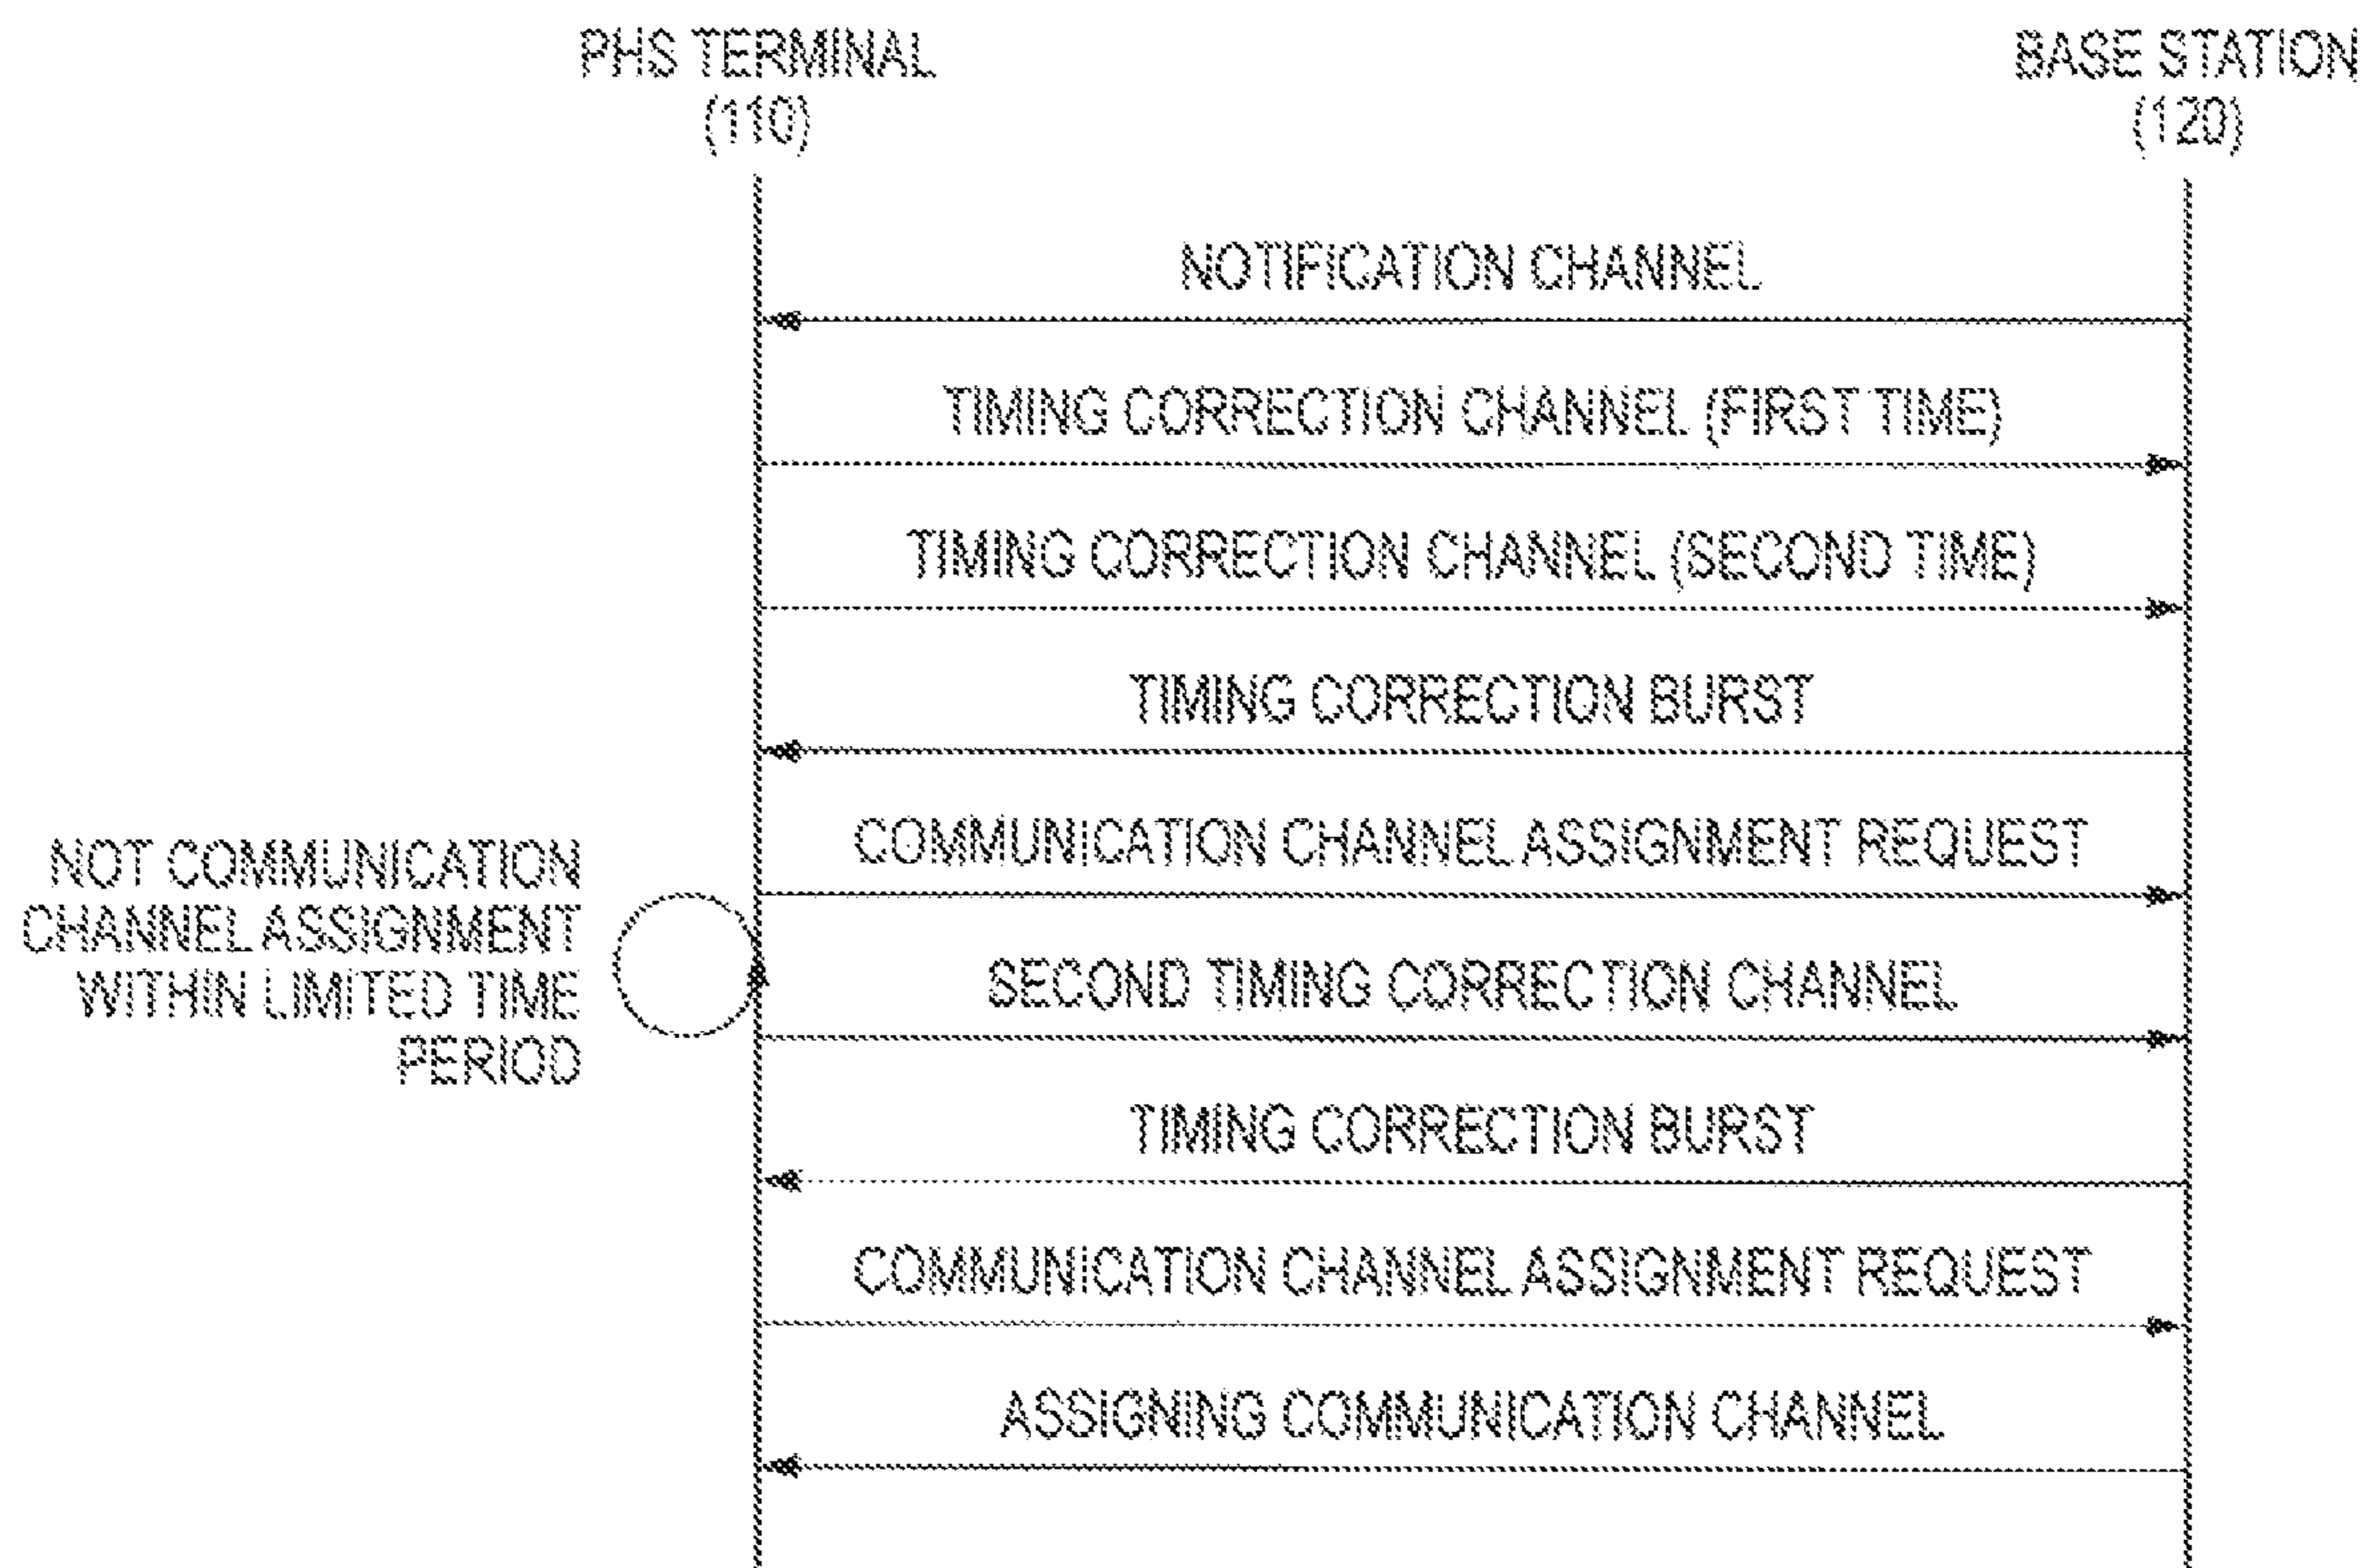 PHS TERMINAL
(110)
BASE STATION
(120)
NOTIFICATION CHANNEL
TIMING CORRECTION CHANNEL (FIRST TIME)
TIMING CORRECTION CHANNEL (SECOND TIME)
TIMING CORRECTION BURST
COMMUNICATION CHANNEL ASSIGNMENT REQUEST
NOT COMMUNICATION
CHANNEL ASSIGNMENT
WITHIN LIMITED TIME
PERIOD
SECOND TIMING CORRECTION CHANNEL
TIMING CORRECTION BURST
COMMUNICATION CHANNEL ASSIGNMENT REQUEST
ASSIGNING COMMUNICATION CHANNEL